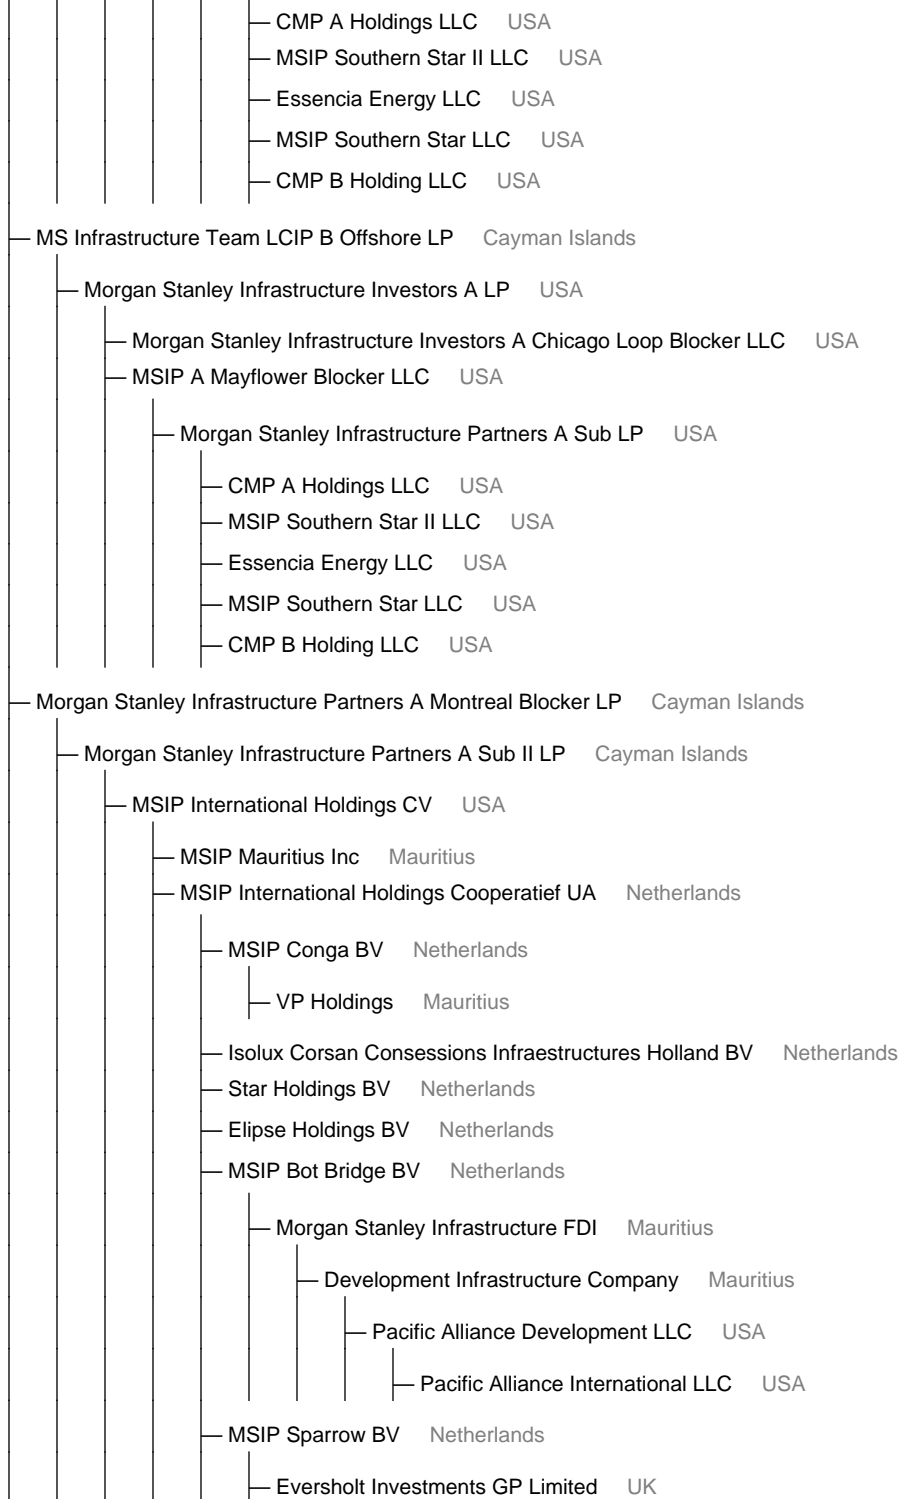 CMP A Holdings LLC USA
MSIP Southern Star II LLC USA
Essencia Energy LLC USA
MSIP Southern Star LLC USA
CMP B Holding LLC USA
MS Infrastructure Team LCIP B Offshore LP Cayman Islands
Morgan Stanley Infrastructure Investors A LP USA
Morgan Stanley Infrastructure Investors A Chicago Loop Blocker LLC USA
MSIP A Mayflower Blocker LLC USA
Morgan Stanley Infrastructure Partners A Sub LP USA
CMP A Holdings LLC USA
MSIP Southern Star II LLC USA
Essencia Energy LLC USA
MSIP Southern Star LLC USA
CMP B Holding LLC USA
Morgan Stanley Infrastructure Partners A Montreal Blocker LP Cayman Islands
Morgan Stanley Infrastructure Partners A Sub II LP Cayman Islands
MSIP International Holdings CV USA
MSIP Mauritius Inc Mauritius
MSIP International Holdings Cooperatief UA Netherlands
MSIP Conga BV Netherlands
VP Holdings Mauritius
Isolux Corsan Consessions Infraestructures Holland BV Netherlands
Star Holdings BV Netherlands
Elipse Holdings BV Netherlands
MSIP Bot Bridge BV Netherlands
Morgan Stanley Infrastructure FDI Mauritius
Development Infrastructure Company Mauritius
Pacific Alliance Development LLC USA
Pacific Alliance International LLC USA
MSIP Sparrow BV Netherlands
Eversholt Investments GP Limited UK